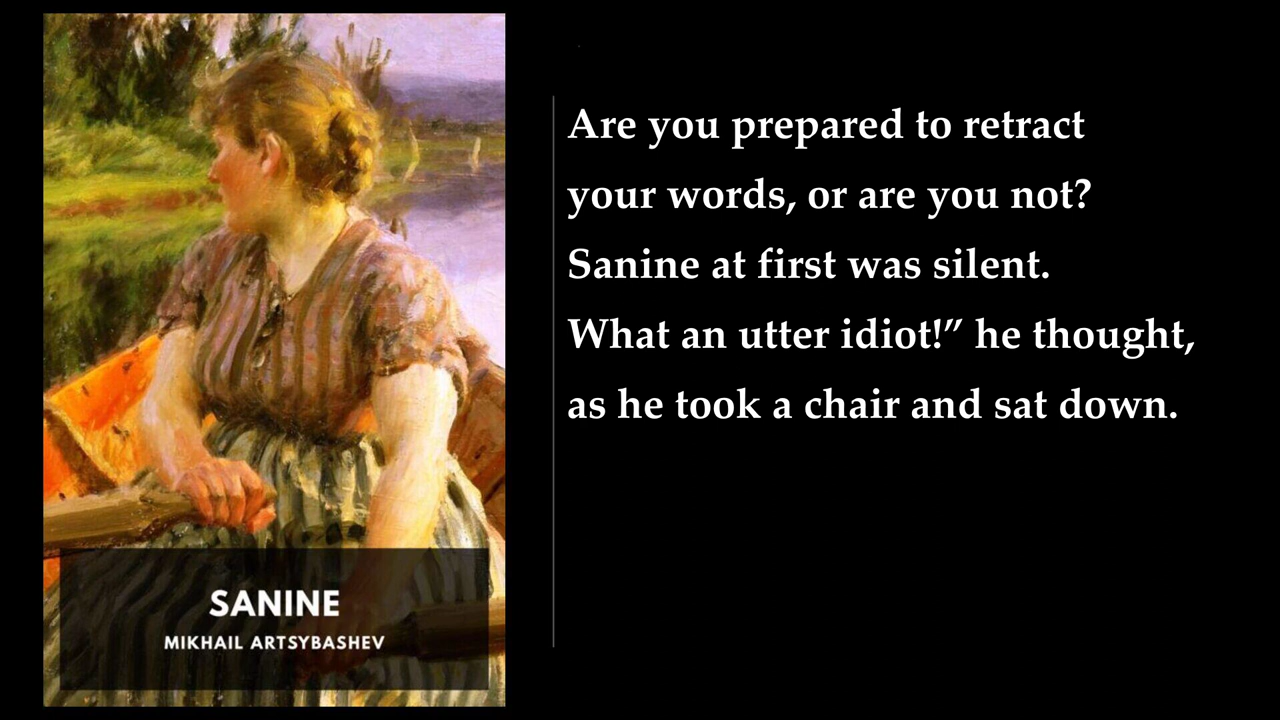 Are you prepared to retract
your words, or are you not?
Sanine at first was silent.
What an utter idiot!” he thought,
as he took a chair and sat down.
SANINE
MIKHAIL ARTSYBASHEV